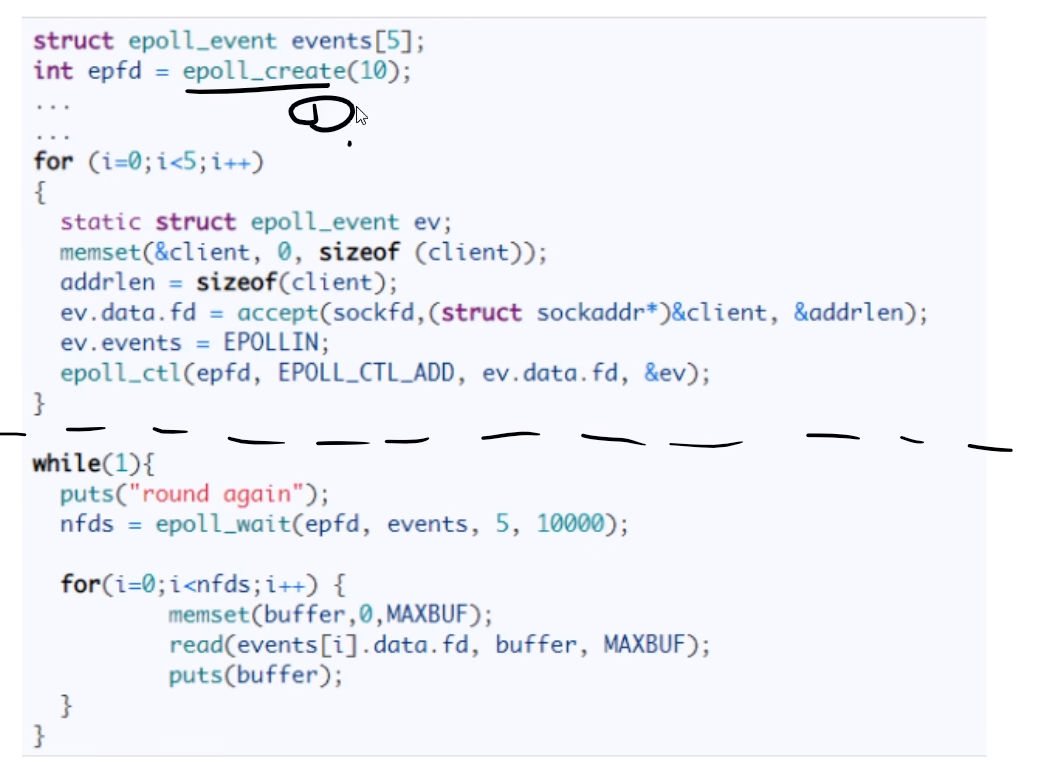 struct epoll_event events[5];
int epfd = epoll_create(10);
...
...
for (i=0;i<5;i++)
{
  static struct epoll_event ev;
  memset(&client, 0, sizeof (client));
  addrlen = sizeof(client);
  ev.data.fd = accept(sockfd,(struct sockaddr*)&client, &addrlen);
  ev.events = EPOLLIN;
  epoll_ctl(epfd, EPOLL_CTL_ADD, ev.data.fd, &ev);
}
while(1){
  puts("round again");
  nfds = epoll_wait(epfd, events, 5, 10000);
  for(i=0;i<nfds;i++) {
          memset(buffer,0,MAXBUF);
          read(events[i].data.fd, buffer, MAXBUF);
          puts(buffer);
  }
}